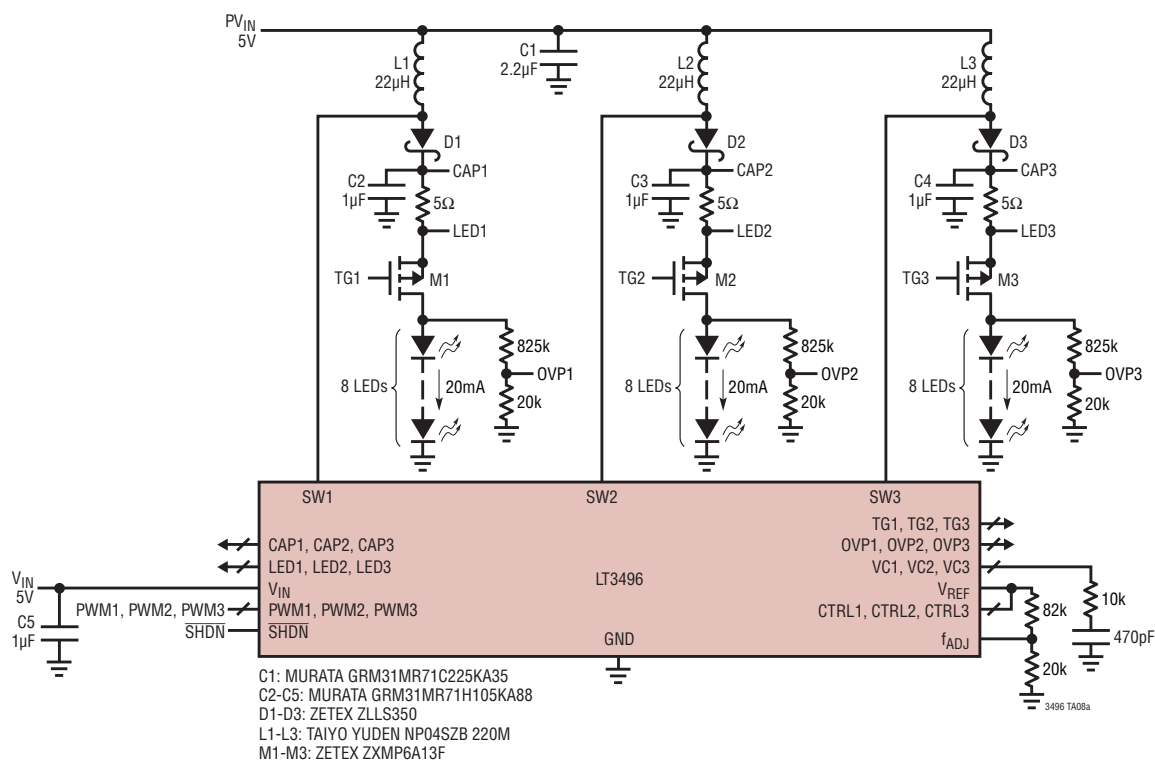 PVIN
5V
C1
2.2µF
L1
22µH
L2
22µH
L3
22µH
D1
D2
D3
CAP1
CAP2
CAP3
C2
1µF
C3
1µF
C4
1µF
5Ω
5Ω
5Ω
LED1
LED2
LED3
TG1
M1
TG2
M2
TG3
M3
825k
825k
825k
8 LEDs
20mA
OVP1
20k
8 LEDs
20mA
OVP2
20k
8 LEDs
20mA
OVP3
20k
SW1
SW2
SW3
CAP1, CAP2, CAP3
LED1, LED2, LED3
VIN
5V
VIN
C5
1µF
PWM1, PWM2, PWM3
PWM1, PWM2, PWM3
SHDN
SHDN
LT3496
GND
TG1, TG2, TG3
OVP1, OVP2, OVP3
VC1, VC2, VC3
VREF
CTRL1, CTRL2, CTRL3
fADJ
82k
20k
10k
470pF
3496 TA08a
C1: MURATA GRM31MR71C225KA35
C2-C5: MURATA GRM31MR71H105KA88
D1-D3: ZETEX ZLLS350
L1-L3: TAIYO YUDEN NP04SZB 220M
M1-M3: ZETEX ZXMP6A13F